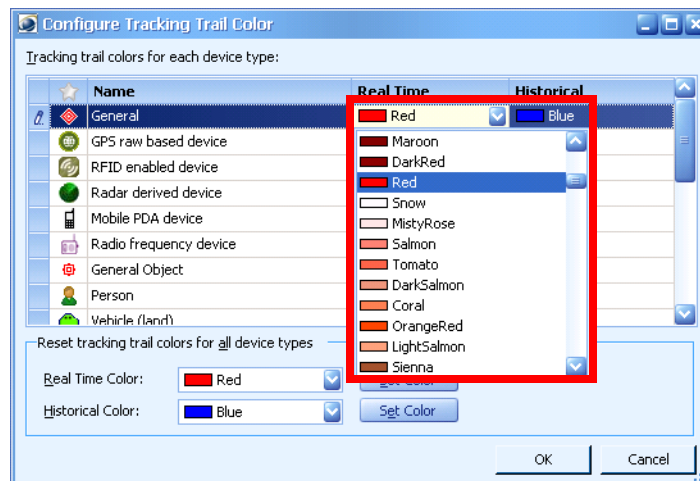 Configure Tracking Trail Color
Tracking trail colors for each device type:
Name Real Time Historical
General Red Blue
GPS raw based device
RFID enabled device
Radar derived device
Mobile PDA device
Radio frequency device
General Object
Person
Vehicle (land)
Maroon
DarkRed
Red
Snow
MistyRose
Salmon
Tomato
DarkSalmon
Coral
OrangeRed
LightSalmon
Sienna
Reset tracking trail colors for all device types
Real Time Color: Red Set Color
Historical Color: Blue Set Color
OK Cancel